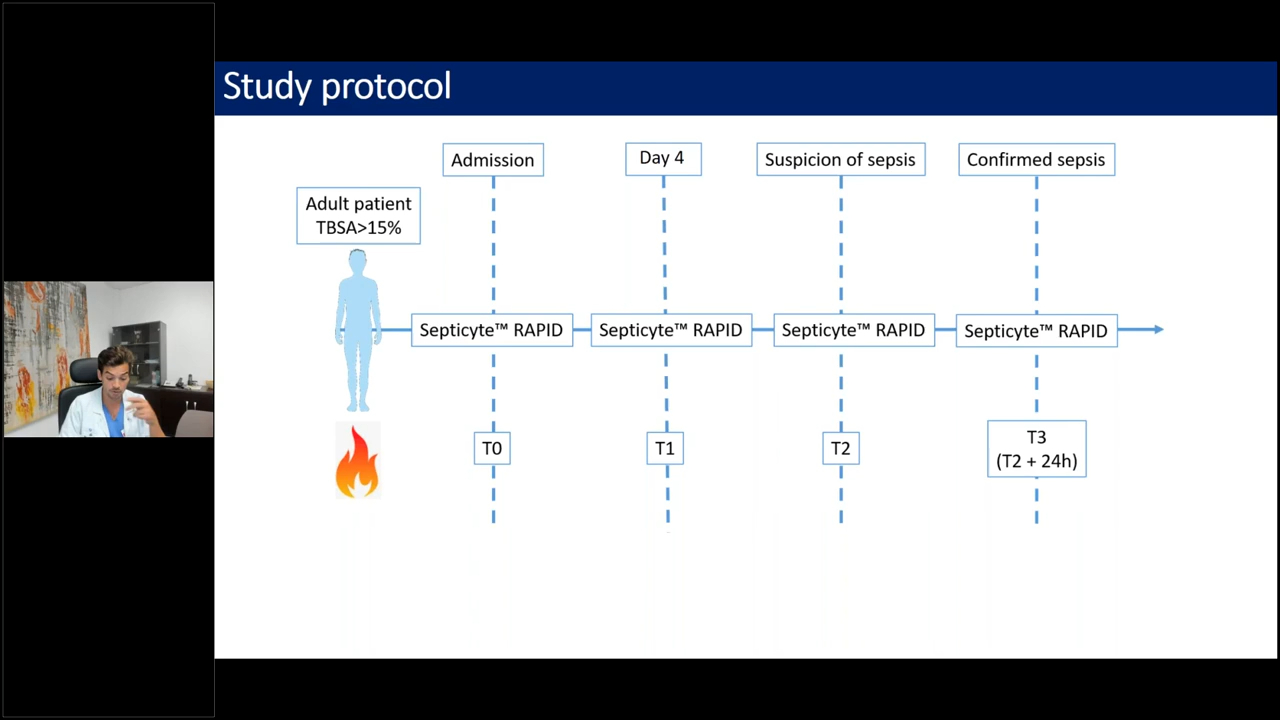 Study protocol
Admission
Day 4
Suspicion of sepsis
Confirmed sepsis
Adult patient
TBSA>15%
Septicyte™ RAPID
Septicyte™ RAPID
Septicyte™ RAPID
Septicyte™ RAPID
T0
T1
T2
T3
(T2 + 24h)